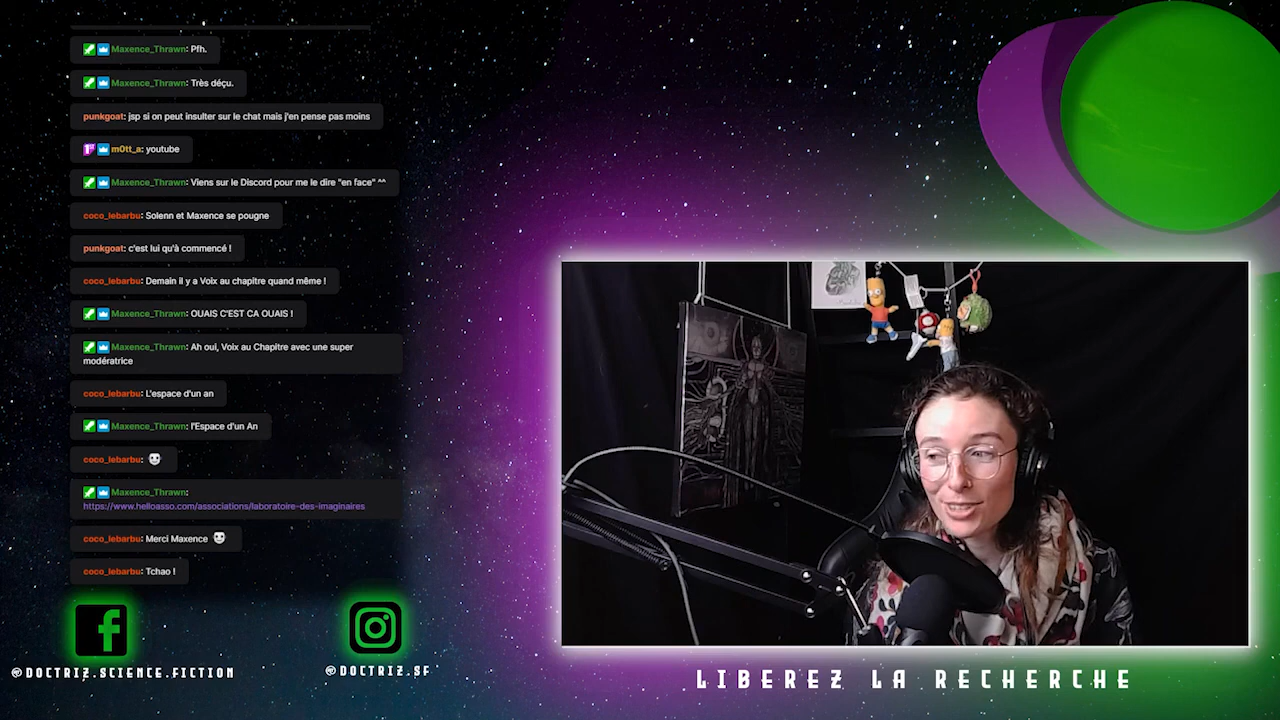 Maxence_Thrawn: Pfh.
Maxence_Thrawn: Très déçu.
punkgoat: jsp si on peut insulter sur le chat mais j'en pense pas moins
1st m0tt_a: youtube
Maxence_Thrawn: Viens sur le Discord pour me le dire "en face" ^^
coco_lebarbu: Solenn et Maxence se pougne
punkgoat: c'est lui qu'à commencé !
coco_lebarbu: Demain il y a Voix au chapitre quand même !
Maxence_Thrawn: OUAIS C'EST CA OUAIS !
Maxence_Thrawn: Ah oui, Voix au Chapitre avec une super
modératrice
coco_lebarbu: L'espace d'un an
Maxence_Thrawn: l'Espace d'un An
coco_lebarbu:
Maxence_Thrawn:
https://www.helloasso.com/associations/laboratoire-des-imaginaires
coco_lebarbu: Merci Maxence
coco_lebarbu: Tchao !
@DOCTRIZ.SCIENCE.FICTION
@DOCTRIZ.SF
LIBEREZ LA RECHERCHE